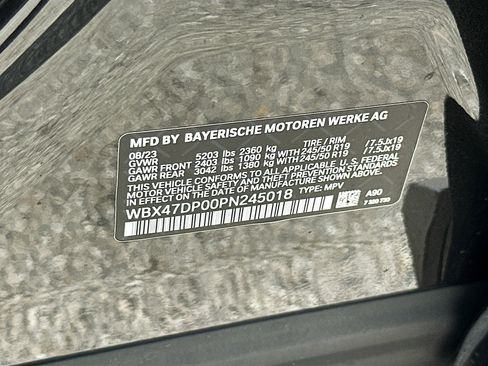 MFD BY BAYERISCHE MOTOREN WERKE AG
08/23 5203 lbs 2360 kg TIRE / RIM
GVWR
GAWR FRONT 2403 lbs 1090 kg WITH 245/50 R19 / 7.5Jx19
GAWR REAR 3042 lbs 1380 kg WITH 245/50 R19 / 7.5Jx19
THIS VEHICLE CONFORMS TO ALL APPLICABLE U.S. FEDERAL
MOTOR VEHICLE SAFETY, BUMPER, AND THEFT PREVENTION
STANDARDS IN EFFECT ON THE DATE OF MANUFACTURE SHOWN ABOVE.
WBX47DP00PN245018 TYPE: MPV
A90